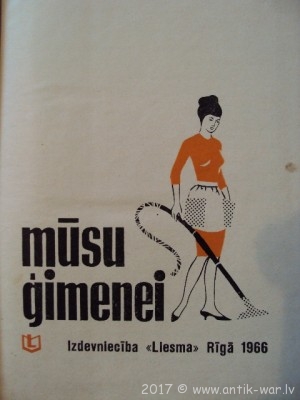 mūsu
ģimenei
Izdevniecība «Liesma» Rīgā 1966
2017 © www.antik-war.lv